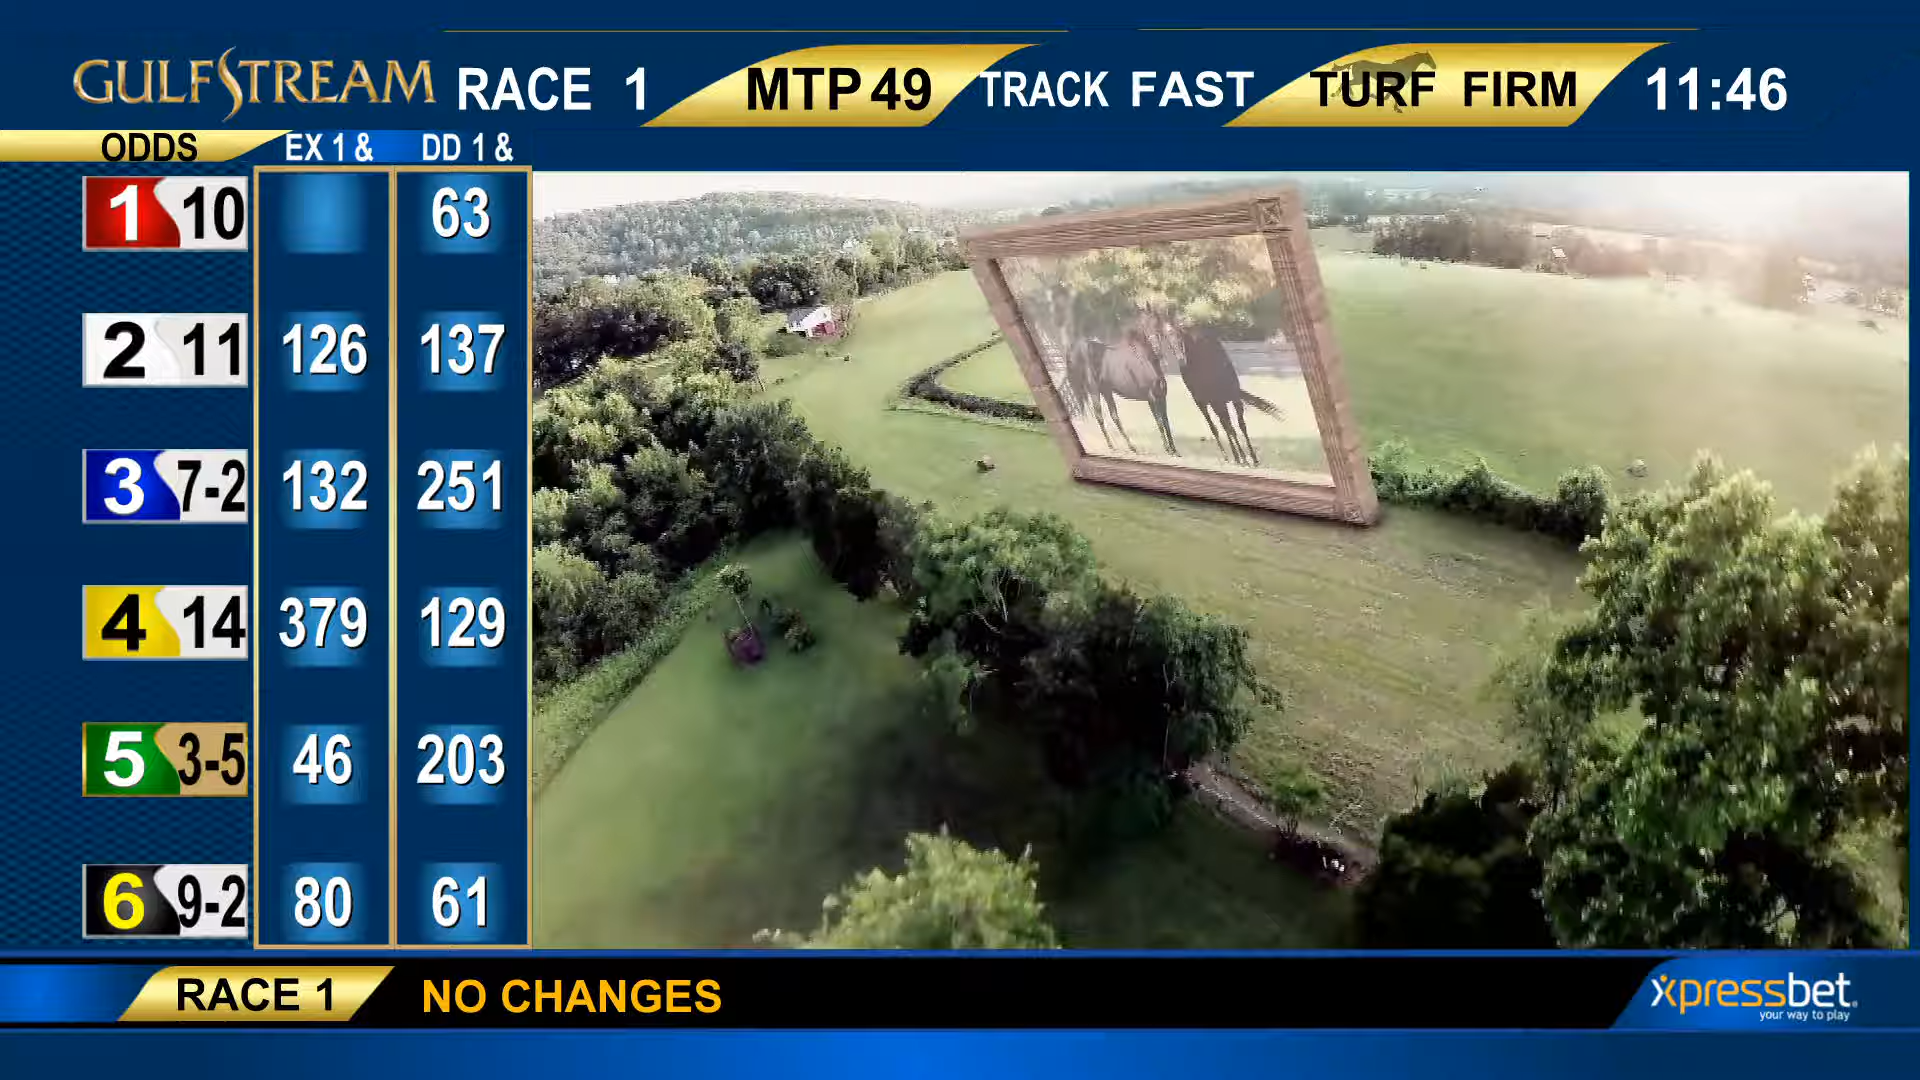 GULFSTREAM RACE 1 MTP 49 TRACK FAST TURF FIRM 11:46
ODDS EX 1 & DD 1 &
1 10 63
2 11 126 137
3 7-2 132 251
4 14 379 129
5 3-5 46 203
6 9-2 80 61
RACE 1 NO CHANGES
xpressbet
your way to play